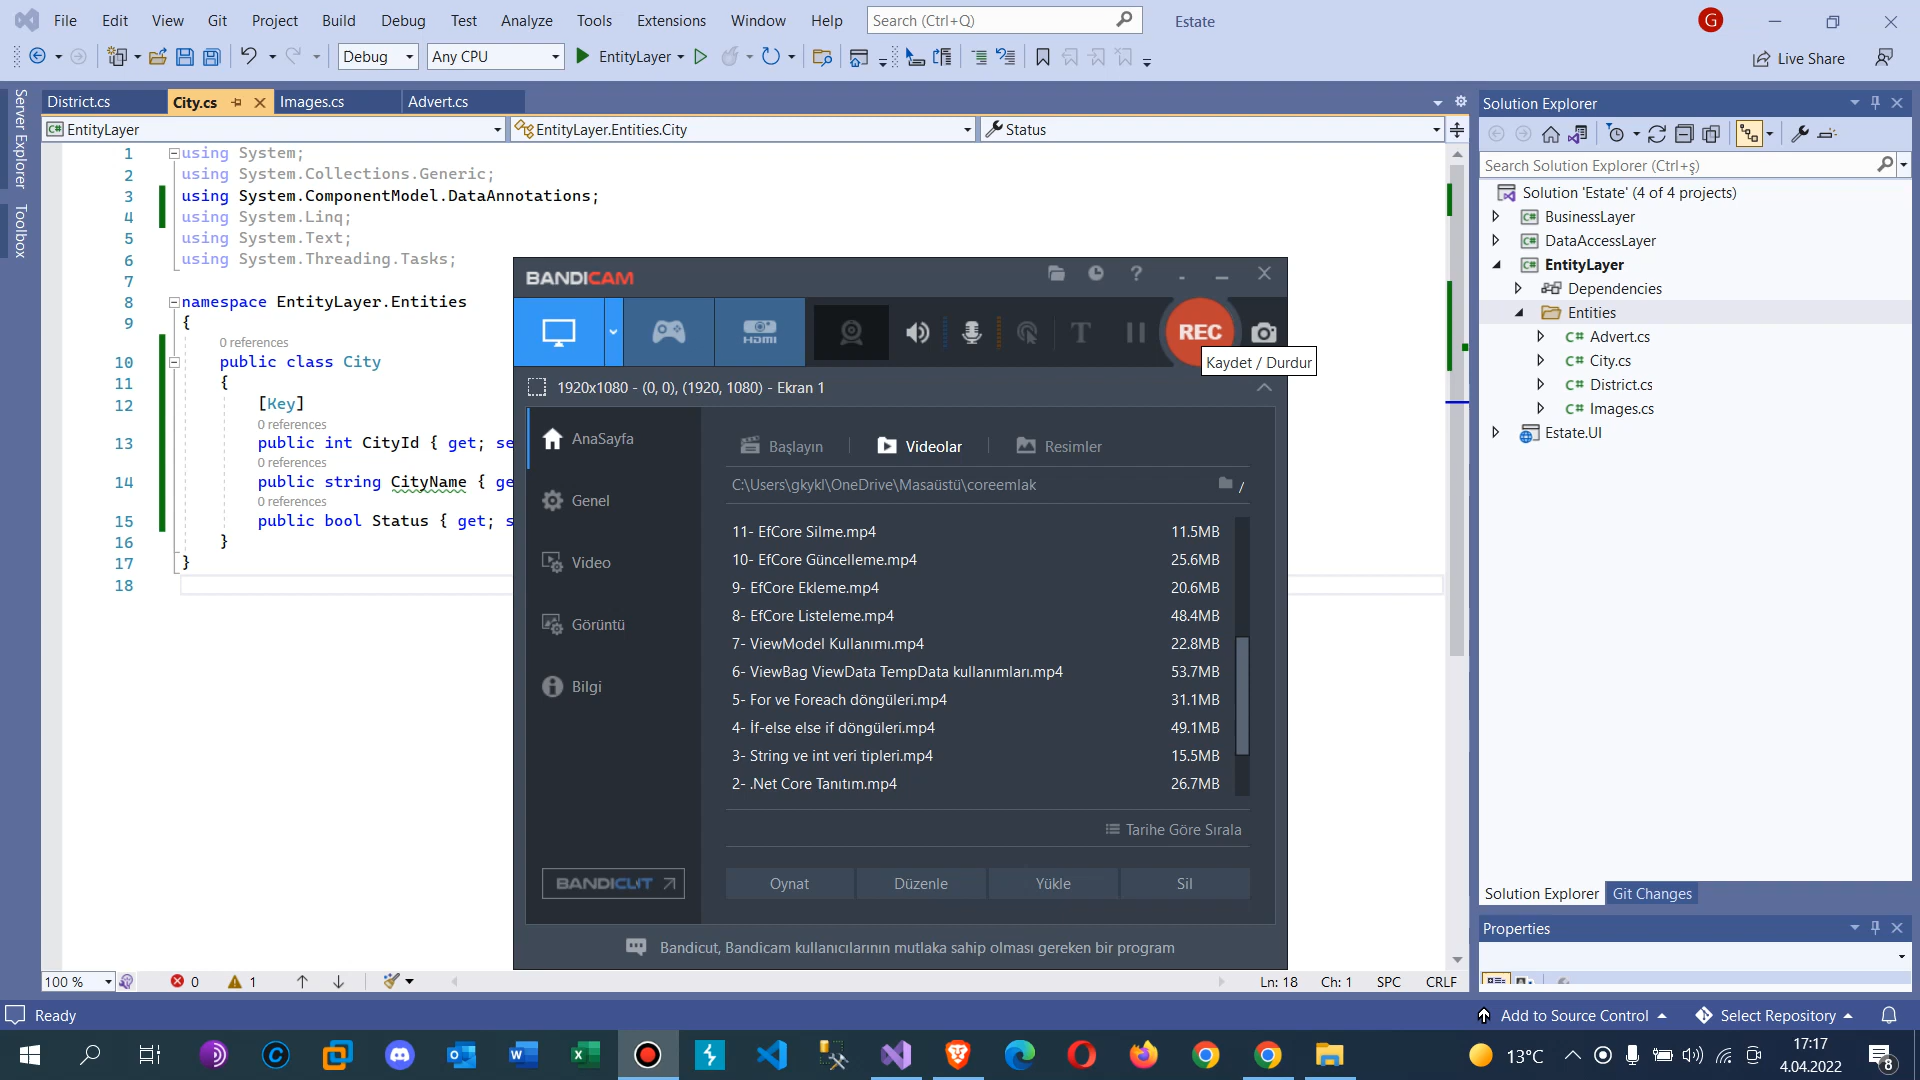 File Edit View Git Project Build Debug Test Analyze Tools Extensions Window Help Search (Ctrl+Q) Estate G
Debug Any CPU EntityLayer Live Share
Server Explorer
Toolbox
District.cs City.cs Images.cs Advert.cs
EntityLayer EntityLayer.Entities.City Status
1 using System;
2 using System.Collections.Generic;
3 using System.ComponentModel.DataAnnotations;
4 using System.Linq;
5 using System.Text;
6 using System.Threading.Tasks;
7
8 namespace EntityLayer.Entities
9 {
0 references
10 public class City
11 {
12 [Key]
0 references
13 public int CityId { get; se
0 references
14 public string CityName { ge
0 references
15 public bool Status { get; s
16 }
17 }
18
BANDICAM
HDMI
T
REC
Kaydet / Durdur
1920x1080 - (0, 0), (1920, 1080) - Ekran 1
AnaSayfa
Genel
Video
Görüntü
Bilgi
BANDICUT
Başlayın Videolar Resimler
C:\Users\gkykl\OneDrive\Masaüstü\coreemlak /
11- EfCore Silme.mp4 11.5MB
10- EfCore Güncelleme.mp4 25.6MB
9- EfCore Ekleme.mp4 20.6MB
8- EfCore Listeleme.mp4 48.4MB
7- ViewModel Kullanımı.mp4 22.8MB
6- ViewBag ViewData TempData kullanımları.mp4 53.7MB
5- For ve Foreach döngüleri.mp4 31.1MB
4- İf-else else if döngüleri.mp4 49.1MB
3- String ve int veri tipleri.mp4 15.5MB
2- .Net Core Tanıtım.mp4 26.7MB
Tarihe Göre Sırala
Oynat Düzenle Yükle Sil
Bandicut, Bandicam kullanıcılarının mutlaka sahip olması gereken bir program
Solution Explorer
Search Solution Explorer (Ctrl+ş)
Solution 'Estate' (4 of 4 projects)
C# BusinessLayer
C# DataAccessLayer
C# EntityLayer
Dependencies
Entities
C# Advert.cs
C# City.cs
C# District.cs
C# Images.cs
Estate.UI
Solution Explorer Git Changes
Properties
100 % 0 1 Ln: 18 Ch: 1 SPC CRLF
Ready Add to Source Control Select Repository
13°C 17:17
4.04.2022
8